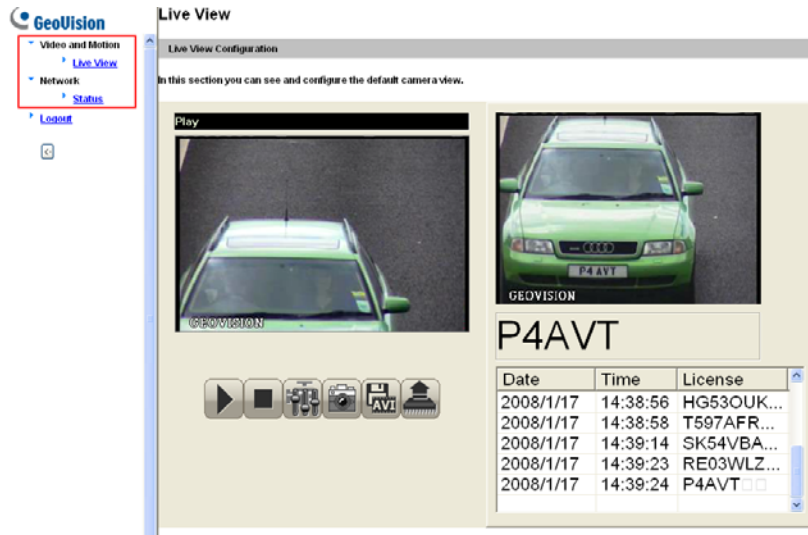 GeoVision
Video and Motion
Live View
Network
Status
Logout
Live View
Live View Configuration
In this section you can see and configure the default camera view.
Play
GEOVISION
AVI
P4 AVT
GEOVISION
P4AVT
Date Time License
2008/1/17 14:38:56 HG53OUK...
2008/1/17 14:38:58 T597AFR...
2008/1/17 14:39:14 SK54VBA...
2008/1/17 14:39:23 RE03WLZ...
2008/1/17 14:39:24 P4AVT□□